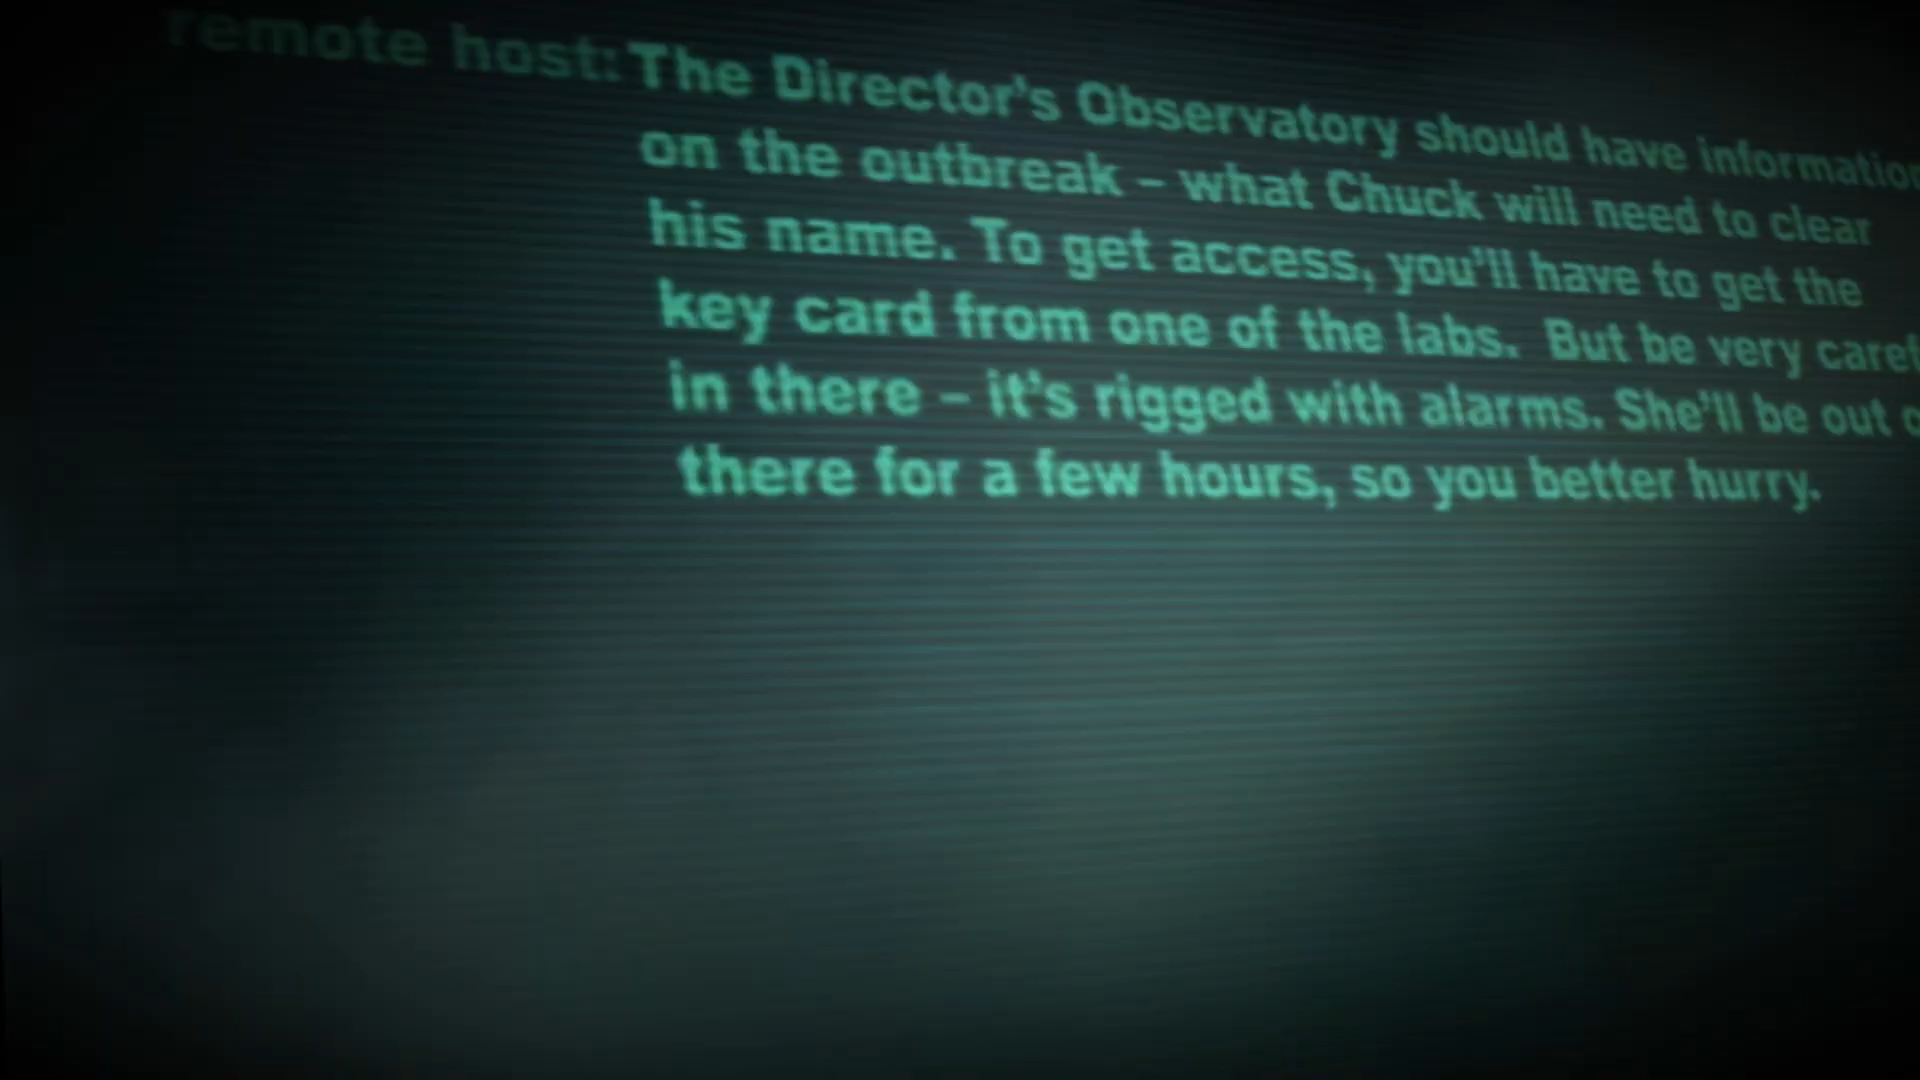 remote host: The Director's Observatory should have information
on the outbreak – what Chuck will need to clear
his name. To get access, you'll have to get the
key card from one of the labs. But be very
in there – it's rigged with alarms. She'll be out
there for a few hours, so you better hurry.